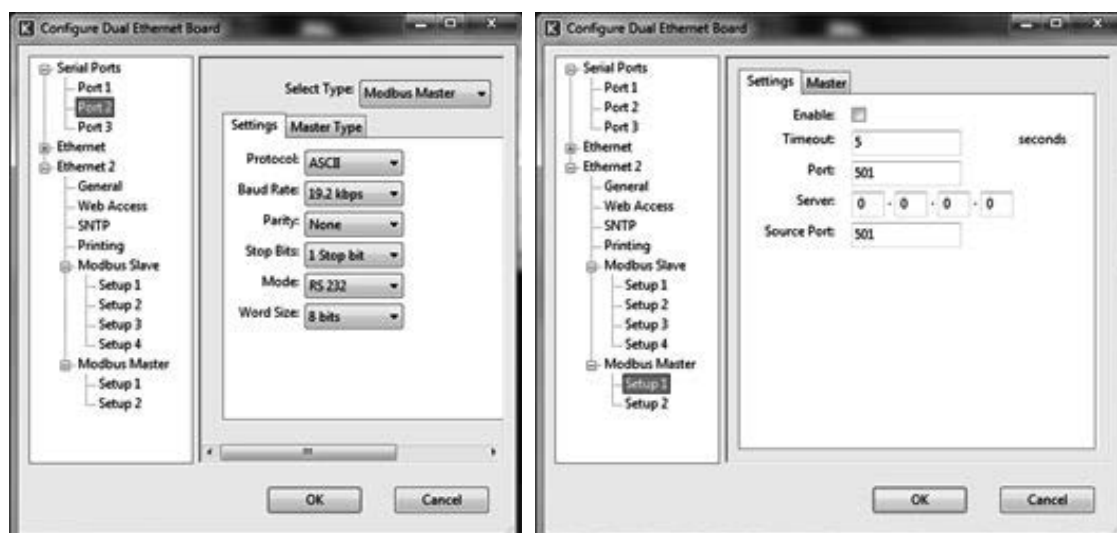 Configure Dual Ethernet Board
Serial Ports
Port 1
Port 2
Port 3
Ethernet
Ethernet 2
General
Web Access
SNTP
Printing
Modbus Slave
Setup 1
Setup 2
Setup 3
Setup 4
Modbus Master
Setup 1
Setup 2
Select Type: Modbus Master
Settings Master Type
Protocol: ASCII
Baud Rate: 19.2 kbps
Parity: None
Stop Bits: 1 Stop bit
Mode: RS 232
Word Size: 8 bits
OK Cancel
Configure Dual Ethernet Board
Serial Ports
Port 1
Port 2
Port 3
Ethernet
Ethernet 2
General
Web Access
SNTP
Printing
Modbus Slave
Setup 1
Setup 2
Setup 3
Setup 4
Modbus Master
Setup 1
Setup 2
Settings Master
Enable:
Timeout: 5 seconds
Port: 501
Server: 0 . 0 . 0 . 0
Source Port: 501
OK Cancel